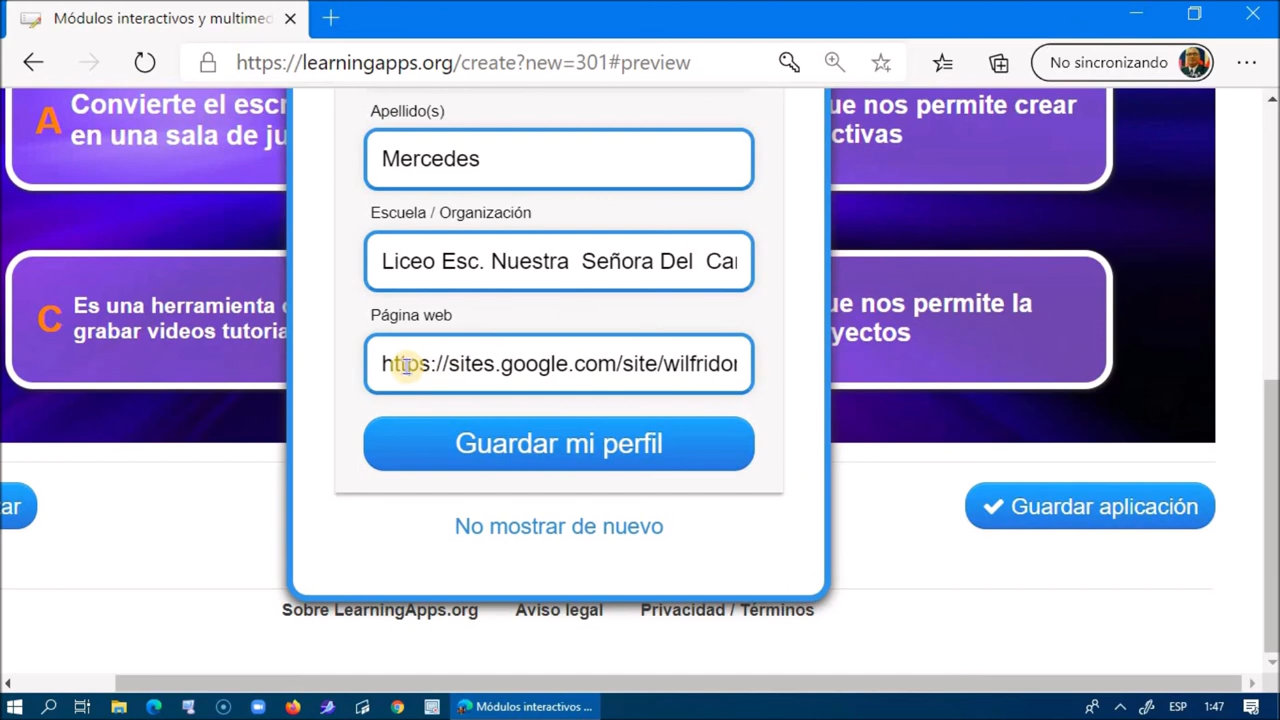 Módulos interactivos y multimed
https://learningapps.org/create?new=301#preview
No sincronizando
A
Convierte el escr
en una sala de ju
ue nos permite crear
ctivas
Apellido(s)
Mercedes
Escuela / Organización
Liceo Esc. Nuestra Señora Del Car
Página web
https://sites.google.com/site/wilfridor
C
Es una herramienta
grabar videos tutoria
ue nos permite la
yectos
Guardar mi perfil
No mostrar de nuevo
ar
Guardar aplicación
Sobre LearningApps.org Aviso legal Privacidad / Términos
Módulos interactivos ...
ESP
1:47